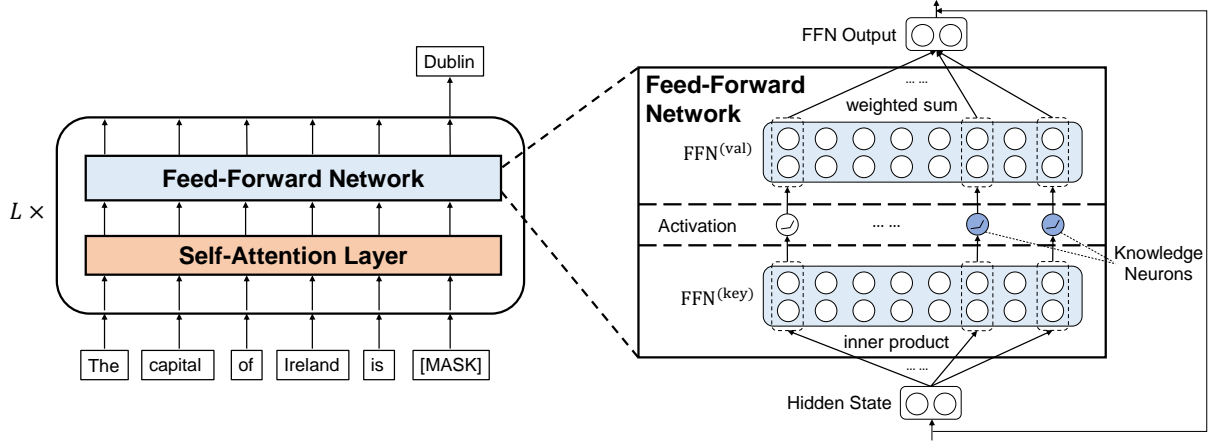 Dublin
Feed-Forward Network
L ×
Self-Attention Layer
The capital of Ireland is [MASK]
FFN Output
Feed-Forward
Network
... ...
weighted sum
FFN(val)
Activation
... ...
Knowledge
Neurons
FFN(key)
inner product
... ...
Hidden State